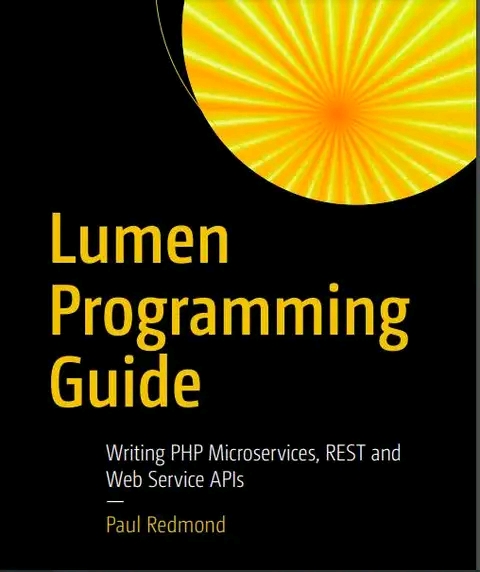 Lumen
Programming
Guide
Writing PHP Microservices, REST and
Web Service APIs
Paul Redmond